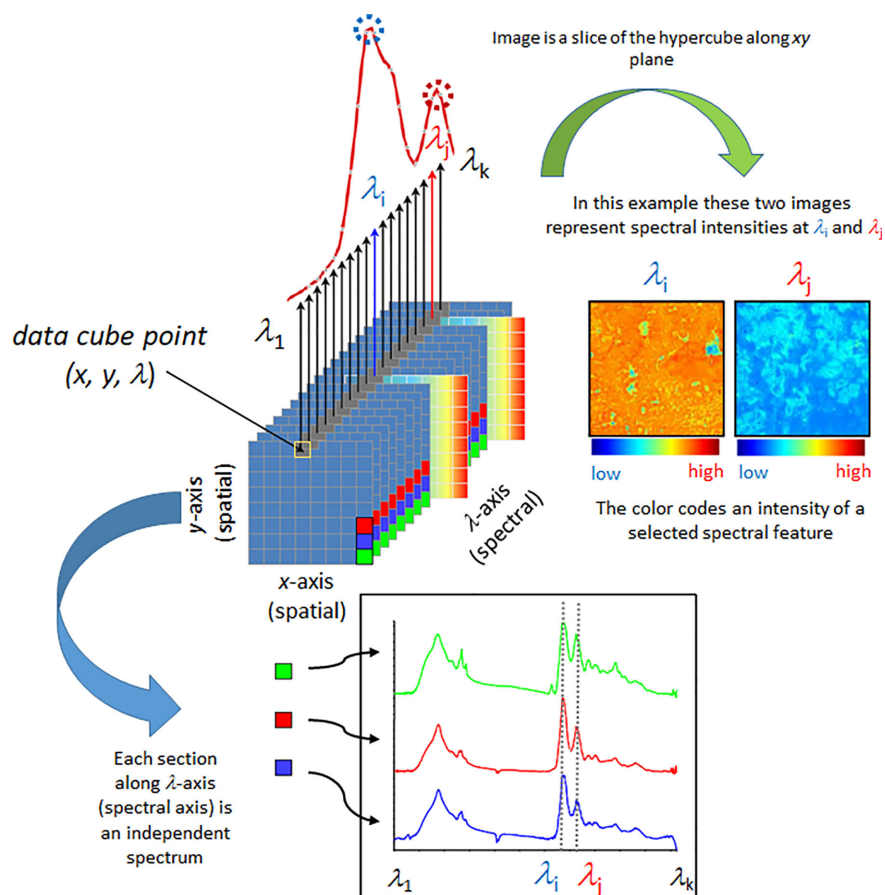 Image is a slice of the hypercube along xy
plane
λj
λk
λi
In this example these two images
represent spectral intensities at λi and λj
λi
λj
λ1
data cube point
(x, y, λ)
low
high
low
high
The color codes an intensity of a
selected spectral feature
y-axis
(spatial)
λ-axis
(spectral)
x-axis
(spatial)
Each section
along λ-axis
(spectral axis) is
an independent
spectrum
λ1
λi
λj
λk